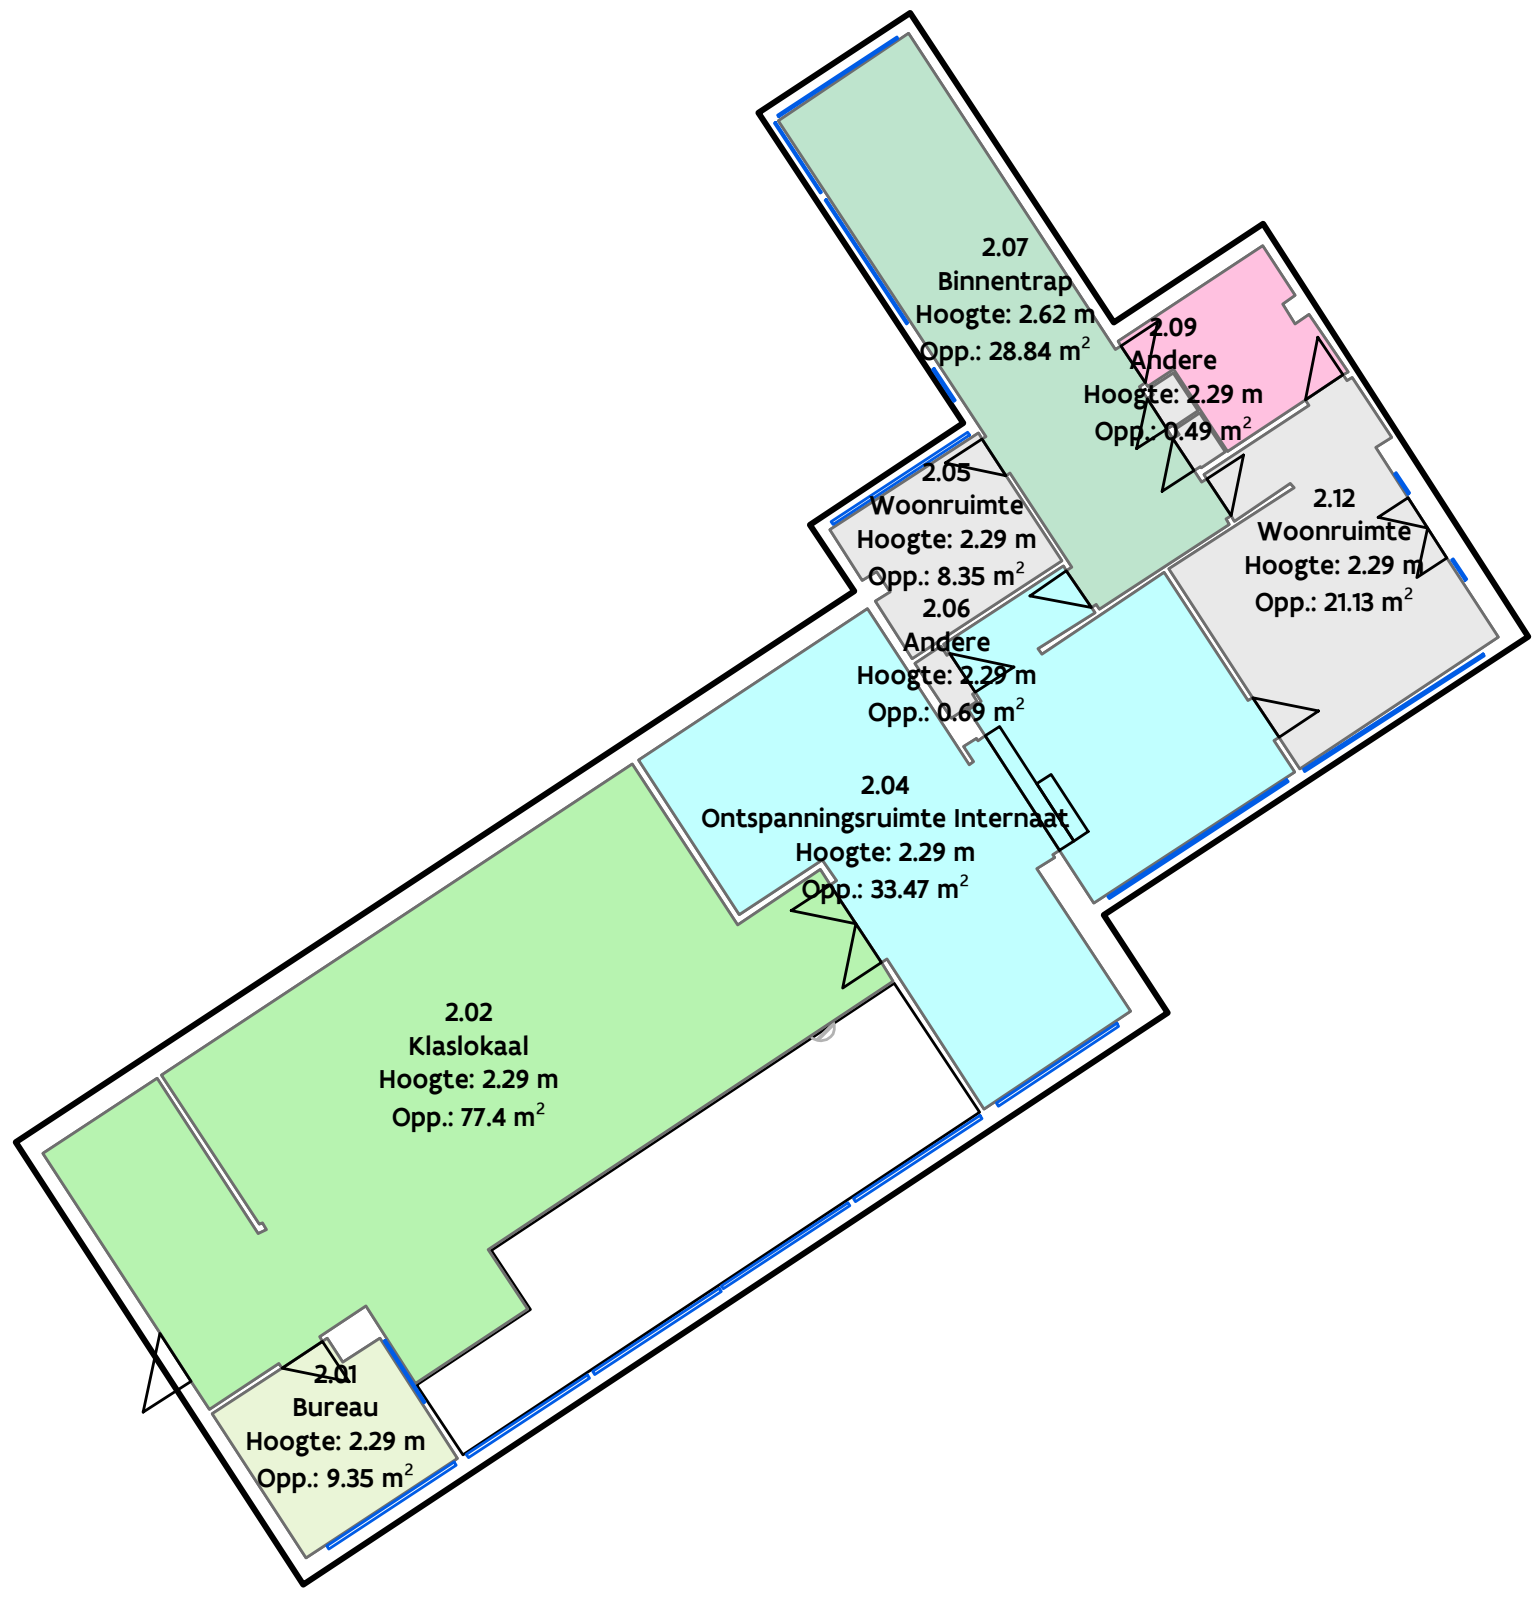 2.07
Binnentrap
Hoogte: 2.62 m
Opp.: 28.84 m²
2.09
Andere
Hoogte: 2.29 m
Opp.: 0.49 m²
2.05
Woonruimte
Hoogte: 2.29 m
Opp.: 8.35 m²
2.12
Woonruimte
Hoogte: 2.29 m
Opp.: 21.13 m²
2.06
Andere
Hoogte: 2.29 m
Opp.: 0.69 m²
2.04
Ontspanningsruimte Internaat
Hoogte: 2.29 m
Opp.: 33.47 m²
2.02
Klaslokaal
Hoogte: 2.29 m
Opp.: 77.4 m²
2.01
Bureau
Hoogte: 2.29 m
Opp.: 9.35 m²